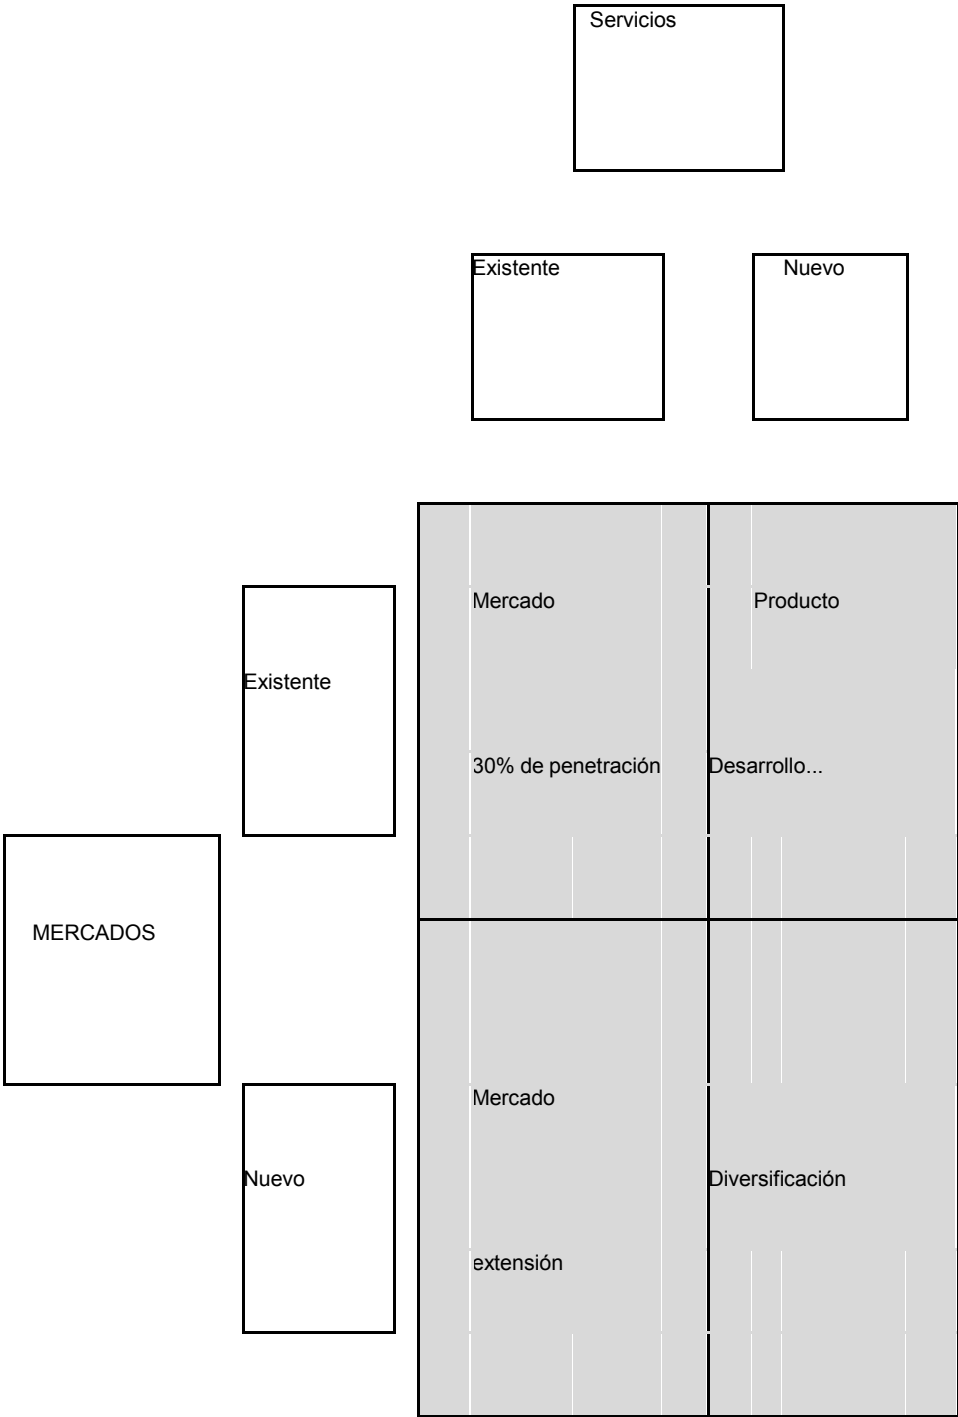 Servicios
Existente Nuevo
Mercado Producto
Existente
30% de penetración Desarrollo...
MERCADOS
Mercado
Nuevo Diversificación
extensión